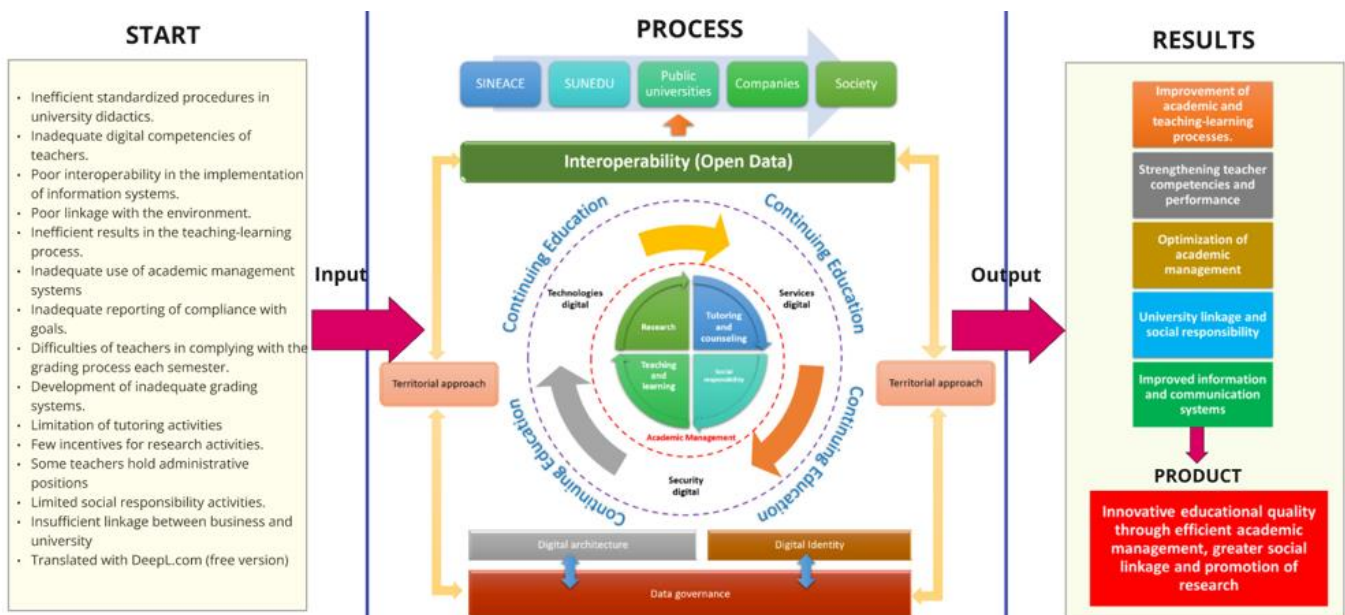 START
• Inefficient standardized procedures in
university didactics.
• Inadequate digital competencies of
teachers.
• Poor interoperability in the implementation
of information systems.
• Poor linkage with the environment.
• Inefficient results in the teaching-learning
process.
• Inadequate use of academic management
systems
• Inadequate reporting of compliance with
goals.
• Difficulties of teachers in complying with the
grading process each semester.
• Development of inadequate grading
systems.
• Limitation of tutoring activities
• Few incentives for research activities.
• Some teachers hold administrative
positions
• Limited social responsibility activities.
• Insufficient linkage between business and
university
• Translated with DeepL.com (free version)
Input
PROCESS
SINEACE
SUNEDU
Public
universities
Companies
Society
Interoperability (Open Data)
Continuing Education
Continuing Education
Technologies
digital
Services
digital
Research
Tutoring
and
counseling
Teaching
and
learning
Social
responsibility
Academic Management
Territorial approach
Territorial approach
Continuing Education
Continuing Education
Security
digital
Digital architecture
Digital Identity
Data governance
Output
RESULTS
Improvement of
academic and
teaching-learning
processes.
Strengthening teacher
competencies and
performance
Optimization of
academic
management
University linkage and
social responsibility
Improved information
and communication
systems
PRODUCT
Innovative educational quality
through efficient academic
management, greater social
linkage and promotion of
research